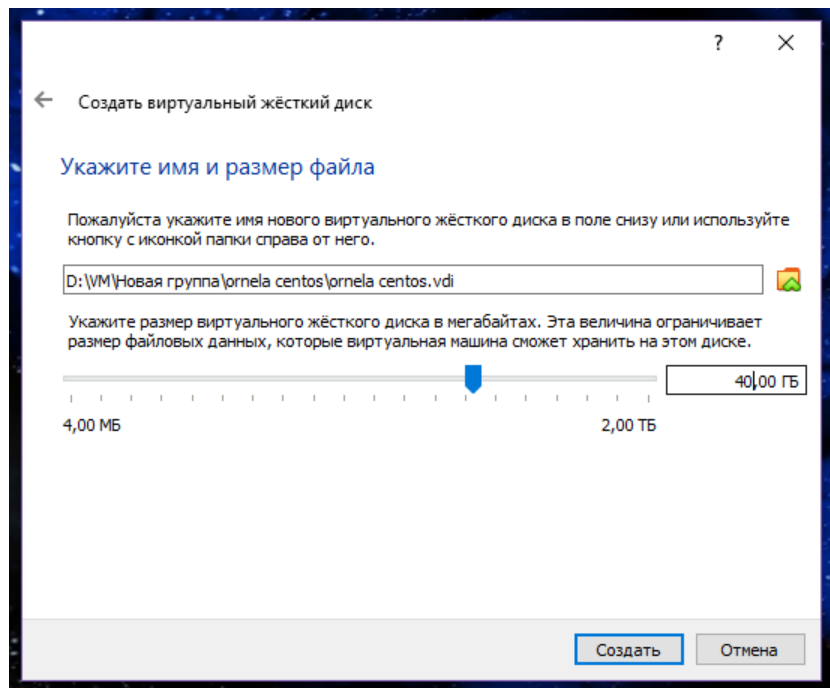 ?
Создать виртуальный жёсткий диск
Укажите имя и размер файла
Пожалуйста укажите имя нового виртуального жёсткого диска в поле снизу или используйте
кнопку с иконкой папки справа от него.
D:\VM\Новая группа\ornela centos\ornela centos.vdi
Укажите размер виртуального жёсткого диска в мегабайтах. Эта величина ограничивает
размер файловых данных, которые виртуальная машина сможет хранить на этом диске.
40,00 ГБ
4,00 МБ 2,00 ТБ
Создать Отмена